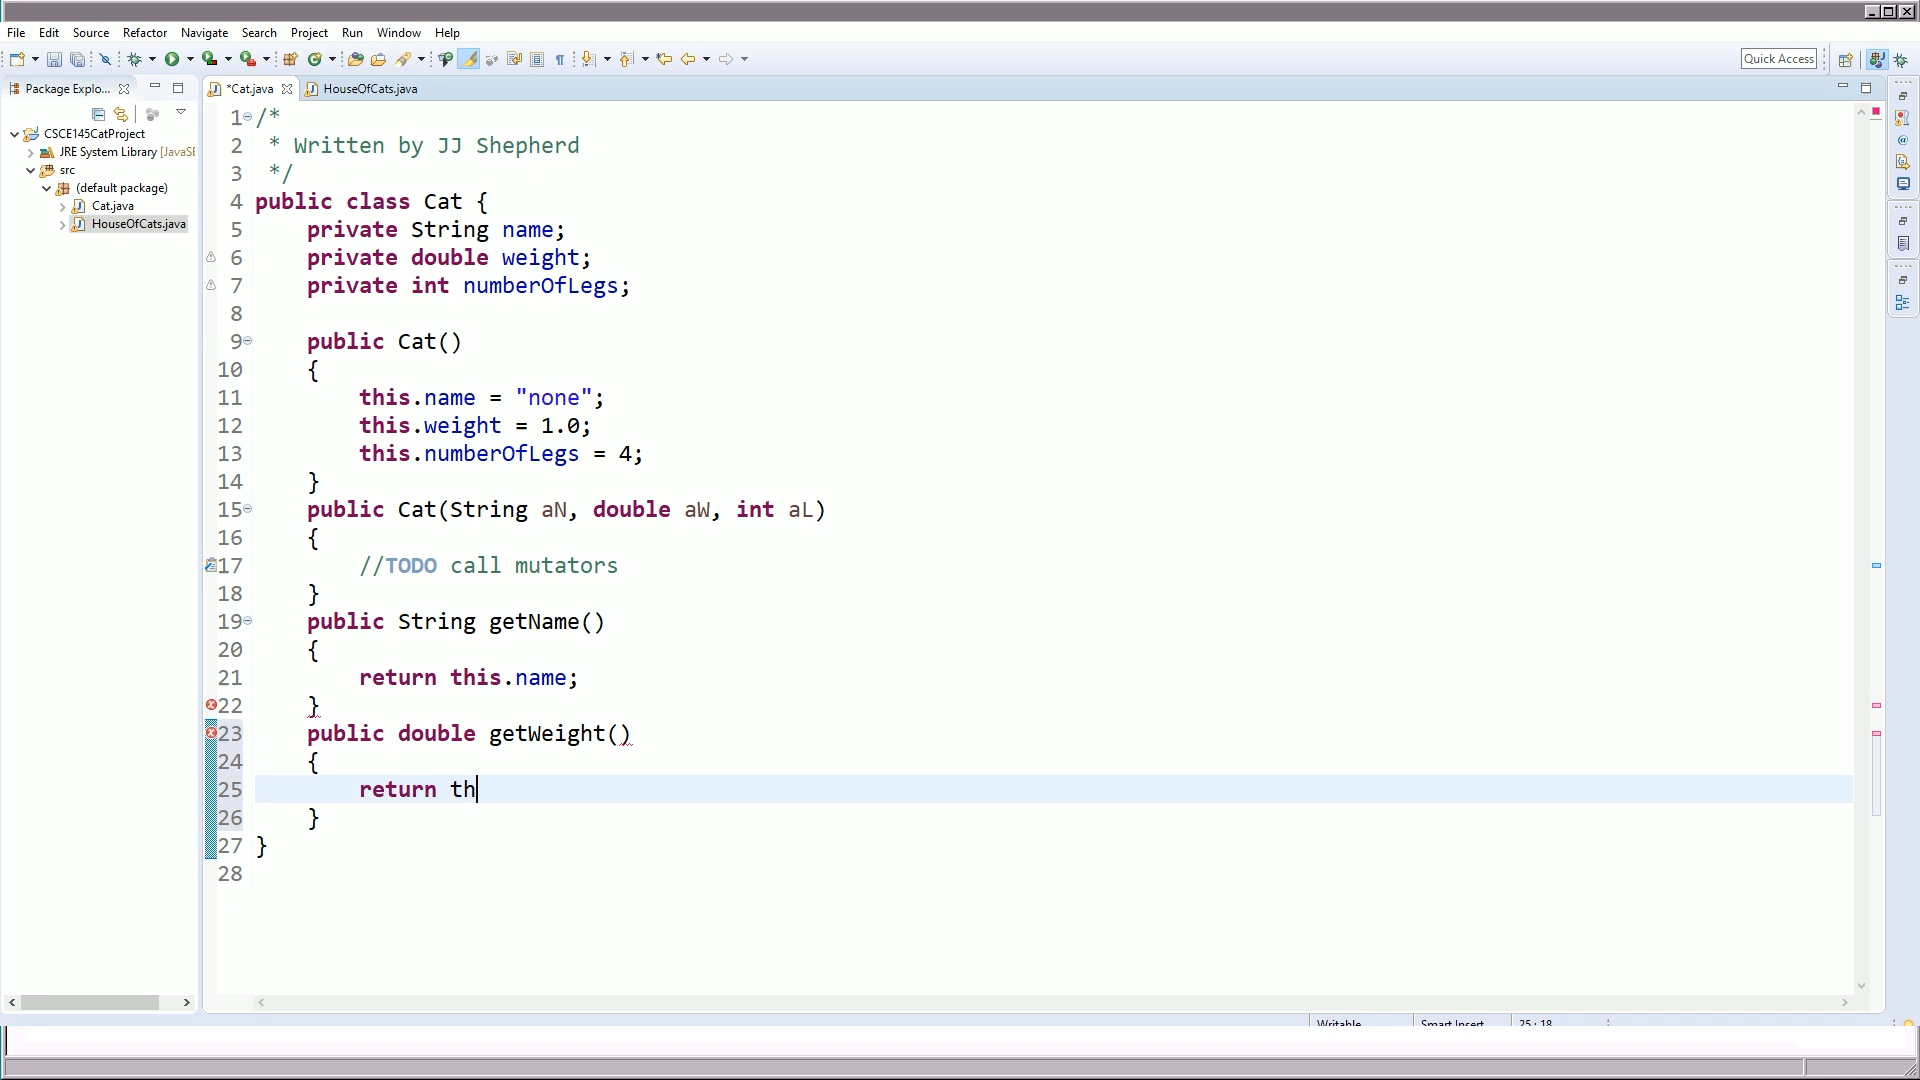 File Edit Source Refactor Navigate Search Project Run Window Help
Quick Access
Package Explo...
*Cat.java HouseOfCats.java
CSCE145CatProject
JRE System Library [JavaSE
src
(default package)
Cat.java
HouseOfCats.java
1 /*
2 * Written by JJ Shepherd
3 */
4 public class Cat {
5 private String name;
6 private double weight;
7 private int numberOfLegs;
8
9 public Cat()
10 {
11 this.name = "none";
12 this.weight = 1.0;
13 this.numberOfLegs = 4;
14 }
15 public Cat(String aN, double aW, int aL)
16 {
17 //TODO call mutators
18 }
19 public String getName()
20 {
21 return this.name;
22 }
23 public double getWeight()
24 {
25 return th
26 }
27 }
28
Writable Smart Insert 25 : 18